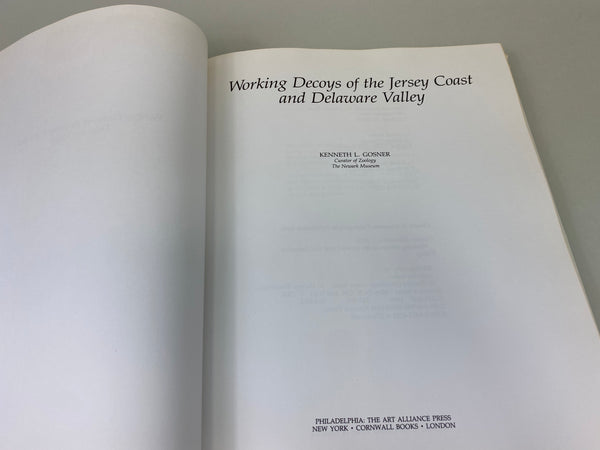 Working Decoys of the Jersey Coast
and Delaware Valley
KENNETH L. GOSNER
Curator of Zoology
The Newark Museum
PHILADELPHIA: THE ART ALLIANCE PRESS
NEW YORK • CORNWALL BOOKS • LONDON